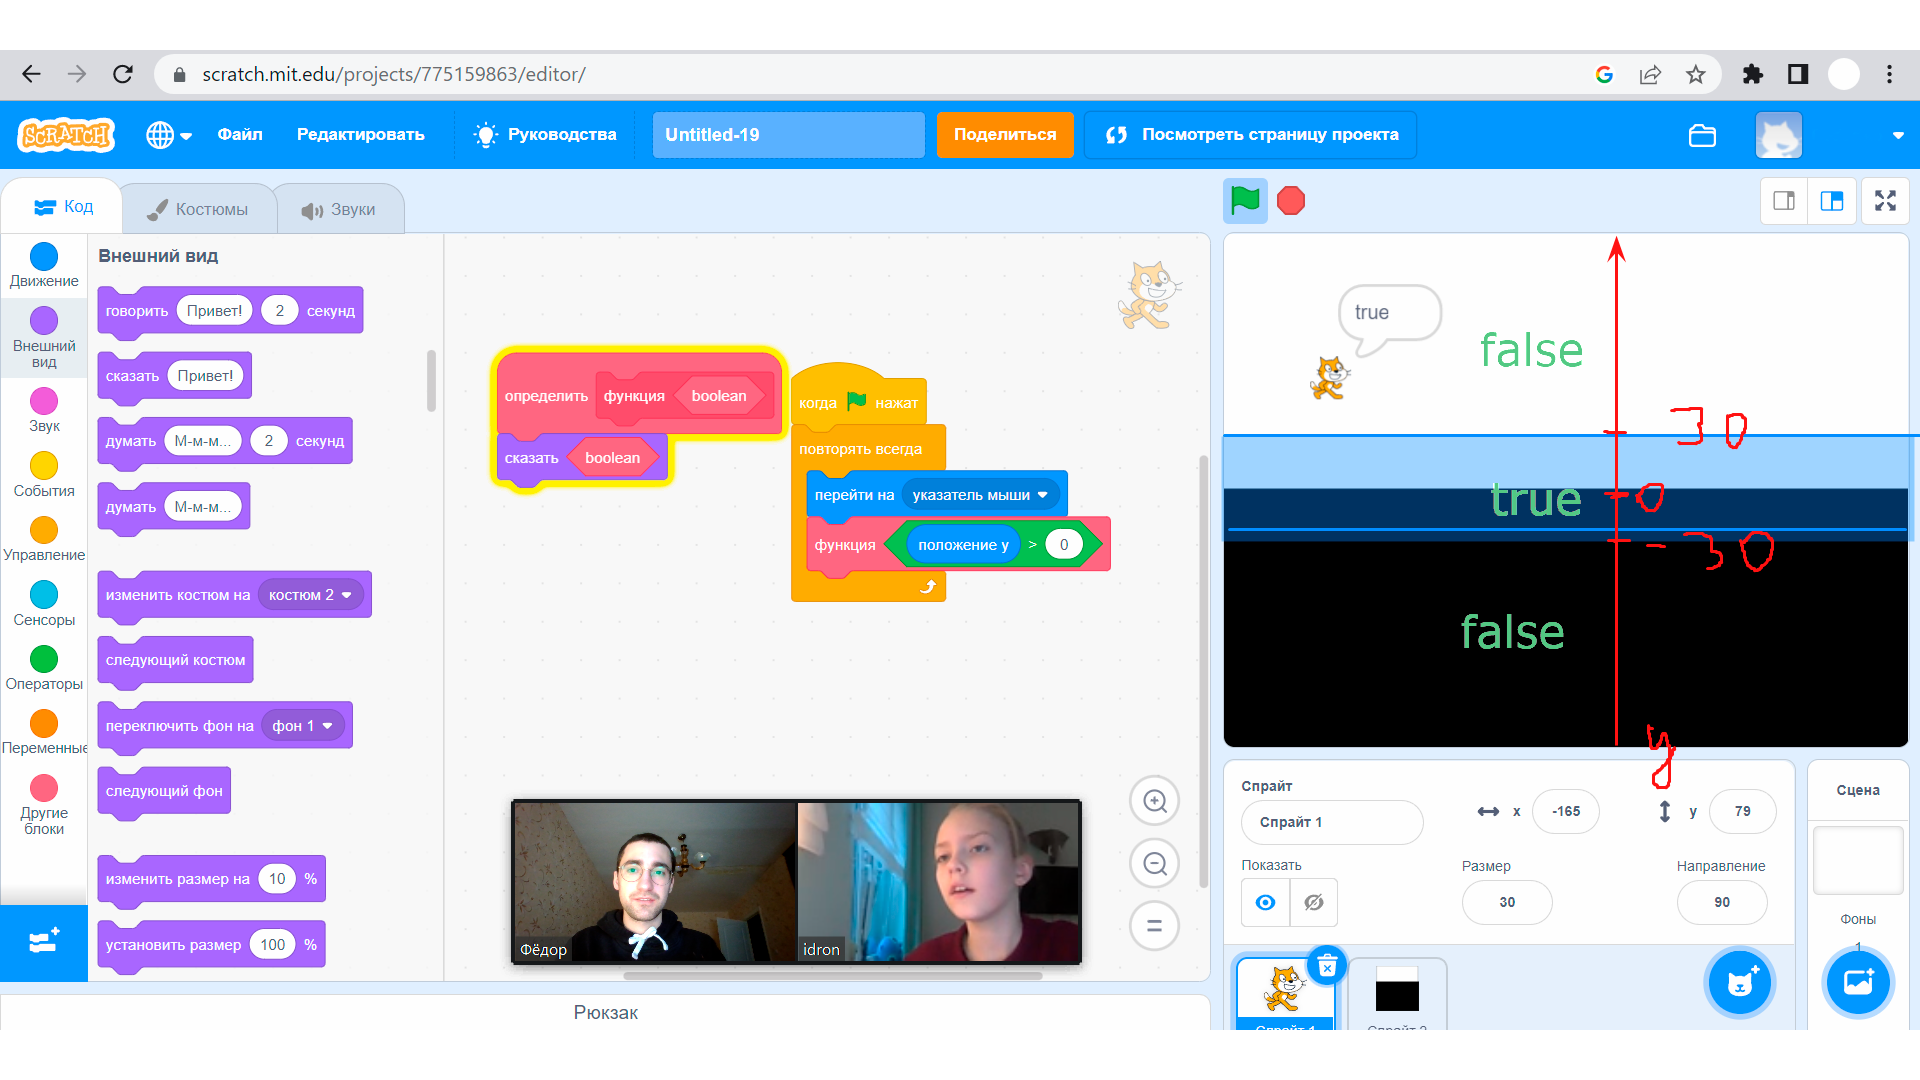 scratch.mit.edu/projects/775159863/editor/
SCRATCH
Файл
Редактировать
Руководства
Untitled-19
Поделиться
Посмотреть страницу проекта
Код
Костюмы
Звуки
Движение
Внешний
вид
Звук
События
Управление
Сенсоры
Операторы
Переменные
Другие
блоки
Внешний вид
говорить Привет! 2 секунд
сказать Привет!
думать М-м-м... 2 секунд
думать М-м-м...
изменить костюм на костюм 2
следующий костюм
переключить фон на фон 1
следующий фон
изменить размер на 10 %
установить размер 100 %
определить функция boolean
сказать boolean
когда нажат
повторять всегда
перейти на указатель мыши
функция положение y > 0
Фёдор
idron
Рюкзак
true
false
30
true
0
-30
false
y
Спрайт
Спрайт 1
x -165
y 79
Показать
Размер
30
Направление
90
Сцена
Фоны
1
Спрайт 1
Спрайт 2